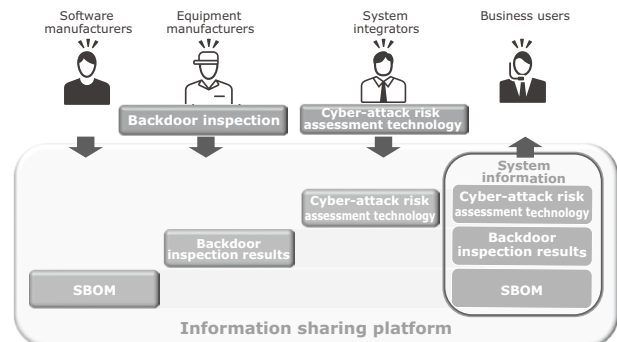 Software
manufacturers
Equipment
manufacturers
System
integrators
Business users
Backdoor inspection
Cyber-attack risk
assessment technology
System
information
Cyber-attack risk
assessment technology
Cyber-attack risk
assessment technology
Backdoor
inspection results
Backdoor
inspection results
SBOM
SBOM
Information sharing platform